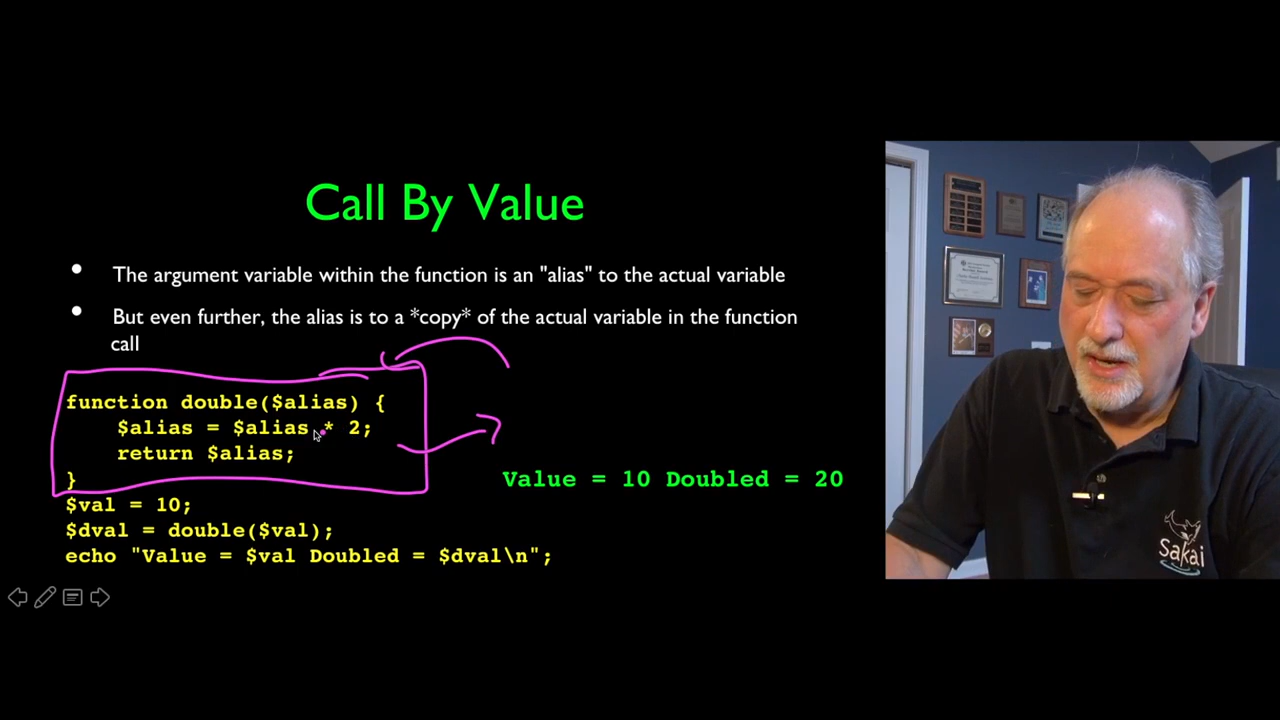 Call By Value
• The argument variable within the function is an "alias" to the actual variable
• But even further, the alias is to a *copy* of the actual variable in the function
call
function double($alias) {
    $alias = $alias * 2;
    return $alias;
}
$val = 10;
$dval = double($val);
echo "Value = $val Doubled = $dval\n";
Value = 10 Doubled = 20
sakai